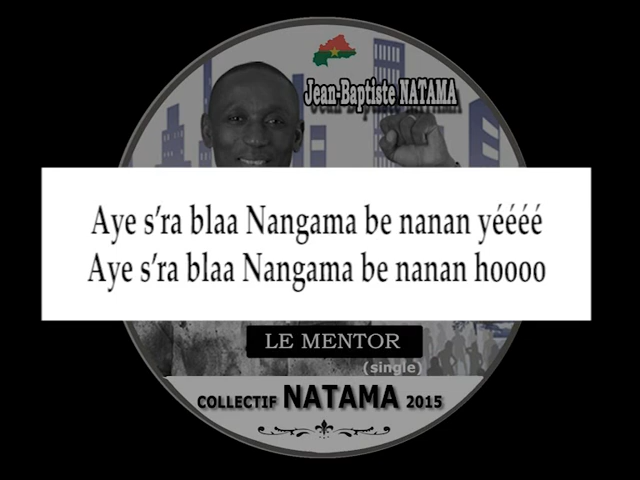 Jean-Baptiste NATAMA
Aye s’ra blaa Nangama be nanan yéééé
Aye s’ra blaa Nangama be nanan hoooo
LE MENTOR
(single)
COLLECTIF NATAMA 2015